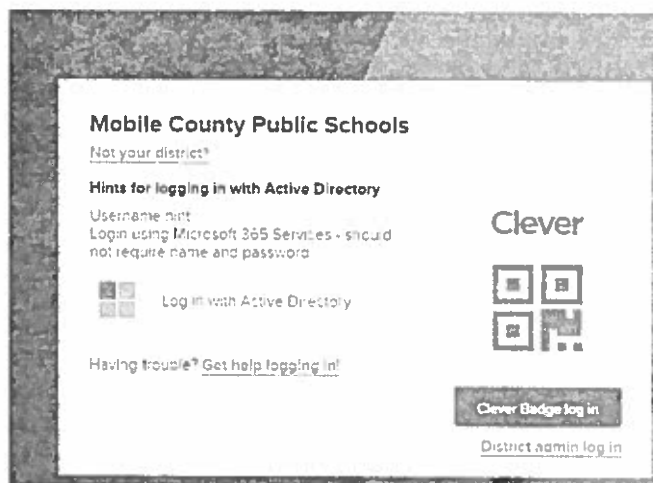 Mobile County Public Schools
Not your district?
Hints for logging in with Active Directory
Username hint
Login using Microsoft 365 Services - should
not require name and password
Log in with Active Directory
Having trouble? Get help logging in!
Clever
Clever Badge log in
District admin log in